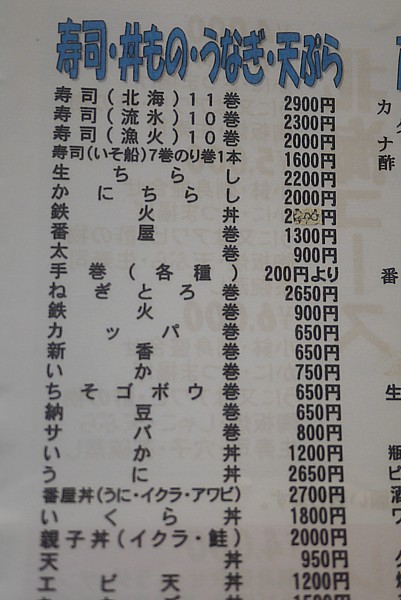 寿司・丼もの・うなぎ・天ぷら
寿司(北海)11巻 2900円
寿司(流氷)10巻 2300円
寿司(漁火)10巻 2000円
寿司(いそ船)7巻のり巻1本 1600円
生ちらし 2200円
かにちらし 2000円
鉄火丼 円
番屋巻 1300円
太巻 900円
手巻(各種) 200円より
ねぎとろ巻 2650円
鉄火巻 900円
カッパ巻 650円
新香巻 650円
いか巻 750円
ちそゴボウ巻 650円
納豆巻 650円
サバ巻 800円
いか丼 1200円
うに丼 2650円
番屋丼(うに・イクラ・アワビ) 2700円
いくら丼 1800円
親子丼(イクラ・鮭) 2000円
天丼 950円
エビ天丼 1200円
カ
ナ
酢
番
生
瓶
ビ
酒